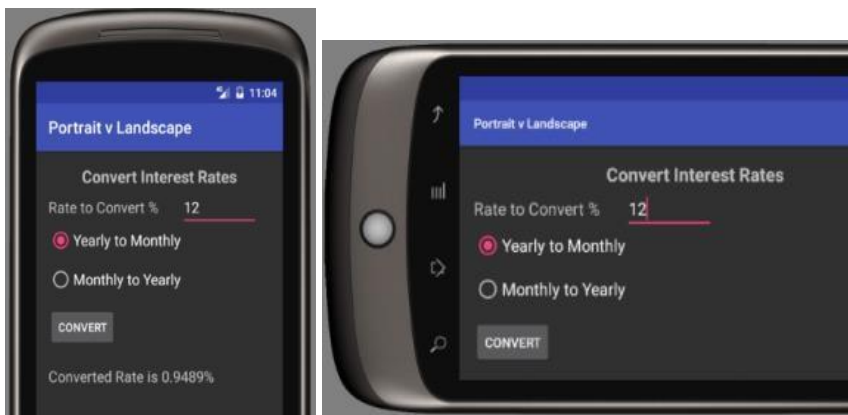 11:04
Portrait v Landscape
Convert Interest Rates
Rate to Convert % 12
Yearly to Monthly
Monthly to Yearly
CONVERT
Converted Rate is 0.9489%
Portrait v Landscape
Convert Interest Rates
Rate to Convert % 12
Yearly to Monthly
Monthly to Yearly
CONVERT